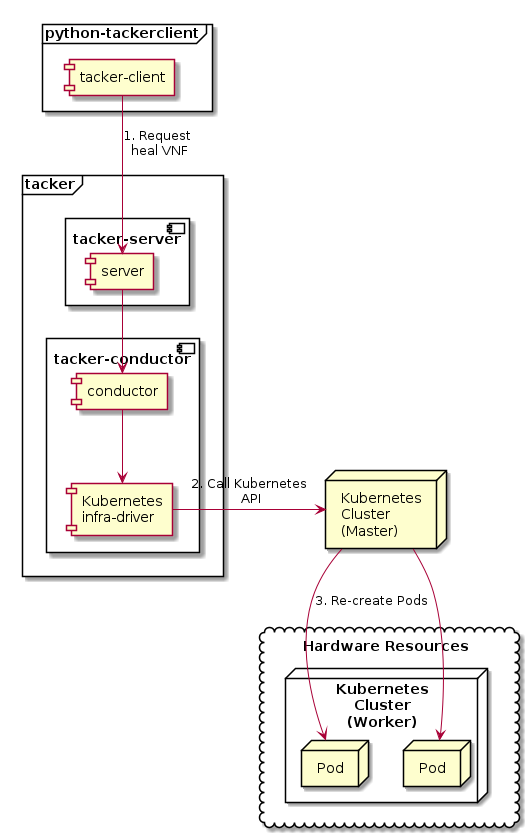 python-tackerclient
tacker-client
1. Request
heal VNF
tacker
tacker-server
server
tacker-conductor
conductor
Kubernetes
infra-driver
2. Call Kubernetes
API
Kubernetes
Cluster
(Master)
3. Re-create Pods
Hardware Resources
Kubernetes
Cluster
(Worker)
Pod
Pod